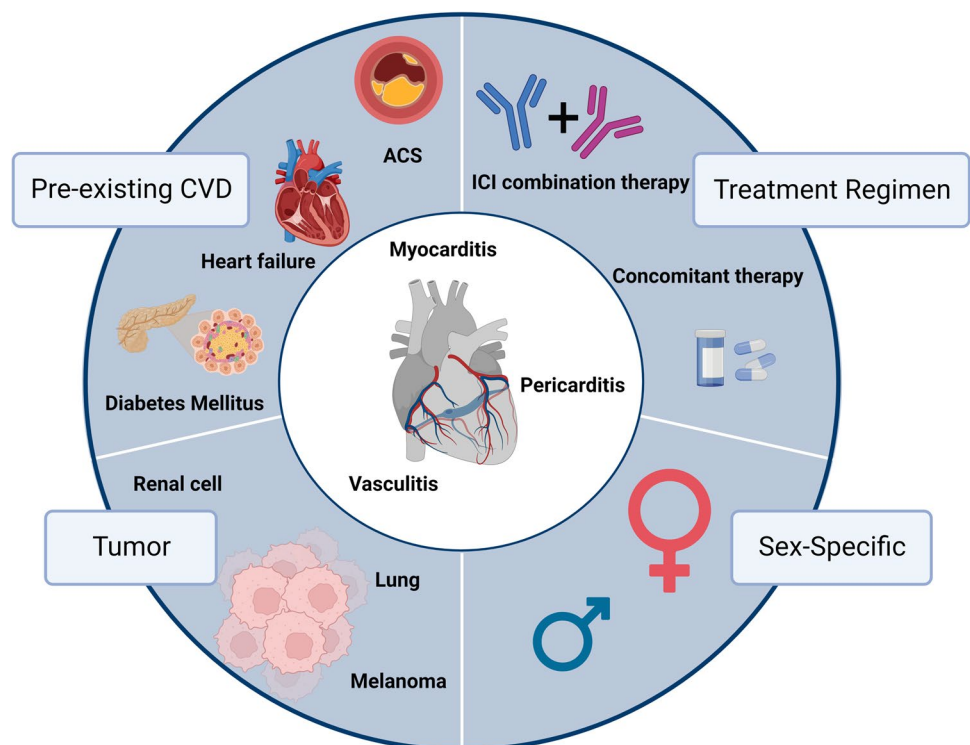 Pre-existing CVD
ACS
Heart failure
Diabetes Mellitus
ICI combination therapy
Treatment Regimen
Concomitant therapy
Myocarditis
Pericarditis
Vasculitis
Renal cell
Tumor
Lung
Melanoma
Sex-Specific